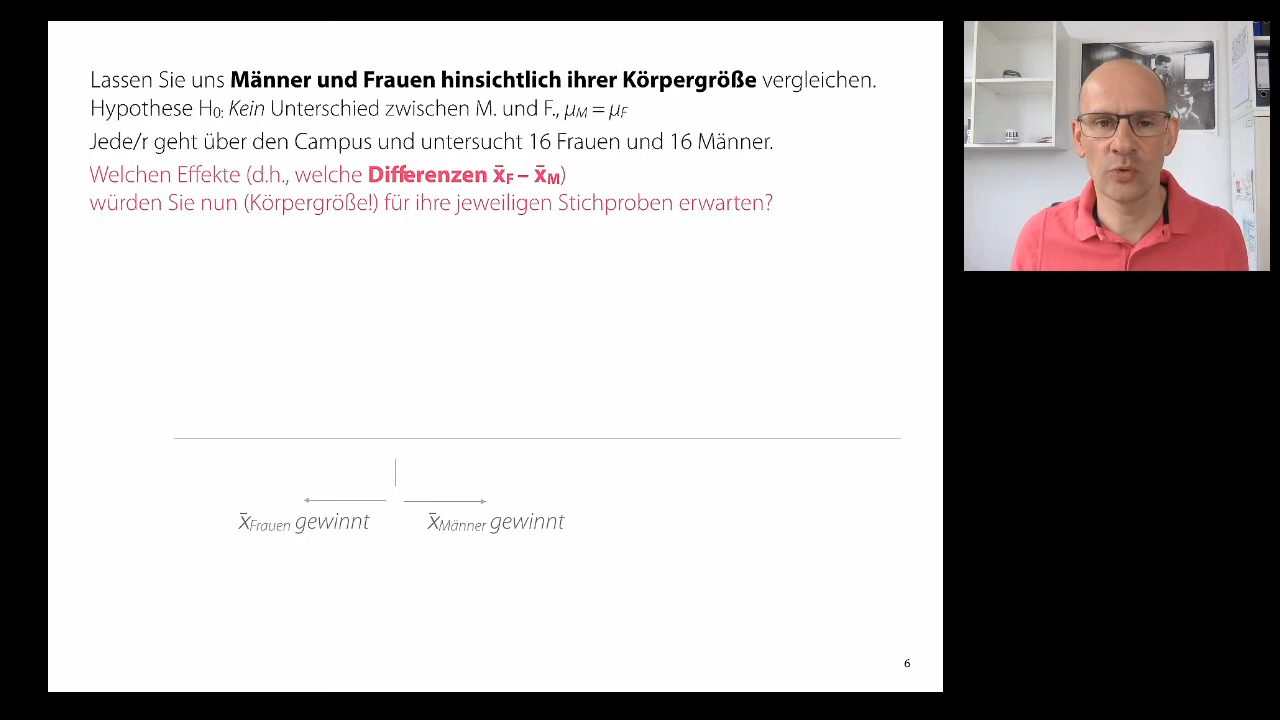 Lassen Sie uns Männer und Frauen hinsichtlich ihrer Körpergröße vergleichen.
Hypothese H0: Kein Unterschied zwischen M. und F., μM = μF
Jede/r geht über den Campus und untersucht 16 Frauen und 16 Männer.
Welchen Effekte (d.h., welche Differenzen x̄F – x̄M)
würden Sie nun (Körpergröße!) für ihre jeweiligen Stichproben erwarten?
x̄Frauen gewinnt x̄Männer gewinnt
6